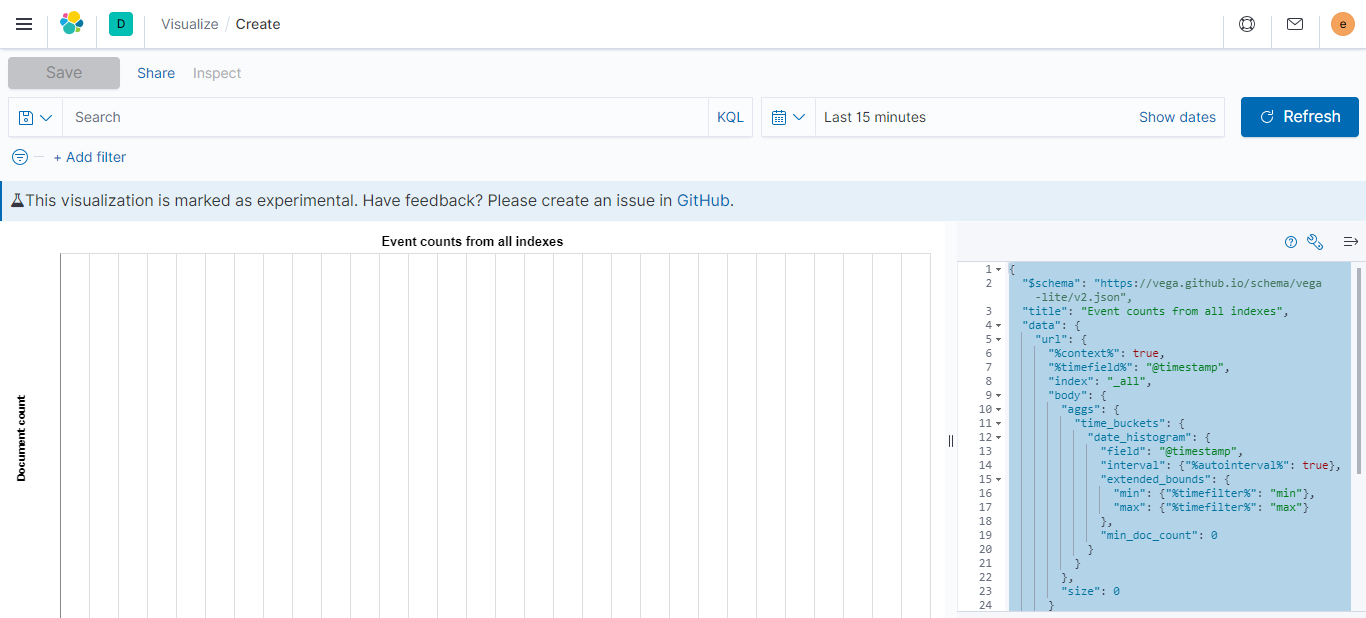 D
Visualize / Create
e
Save
Share
Inspect
Search
KQL
Last 15 minutes
Show dates
Refresh
+ Add filter
This visualization is marked as experimental. Have feedback? Please create an issue in GitHub.
Event counts from all indexes
Document count
1 {
2 "$schema": "https://vega.github.io/schema/vega
-lite/v2.json",
3 "title": "Event counts from all indexes",
4 "data": {
5 "url": {
6 "%context%": true,
7 "%timefield%": "@timestamp",
8 "index": "_all",
9 "body": {
10 "aggs": {
11 "time_buckets": {
12 "date_histogram": {
13 "field": "@timestamp",
14 "interval": {"%autointerval%": true},
15 "extended_bounds": {
16 "min": {"%timefilter%": "min"},
17 "max": {"%timefilter%": "max"}
18 },
19 "min_doc_count": 0
20 }
21 }
22 },
23 "size": 0
24 }